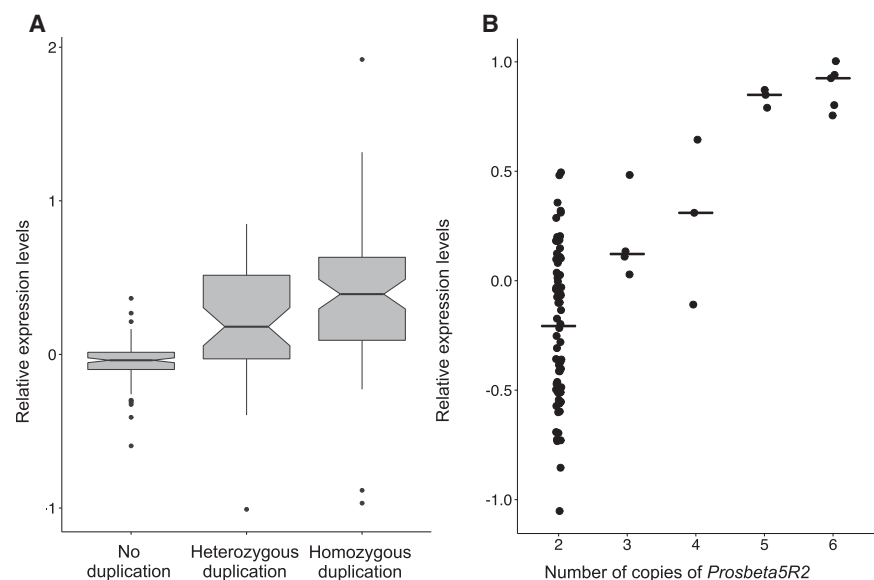 A
Relative expression levels
2
1
0
-1
No
duplication
Heterozygous
duplication
Homozygous
duplication
B
Relative expression levels
1.0
0.5
0.0
-0.5
-1.0
2 3 4 5 6
Number of copies of Prosbeta5R2